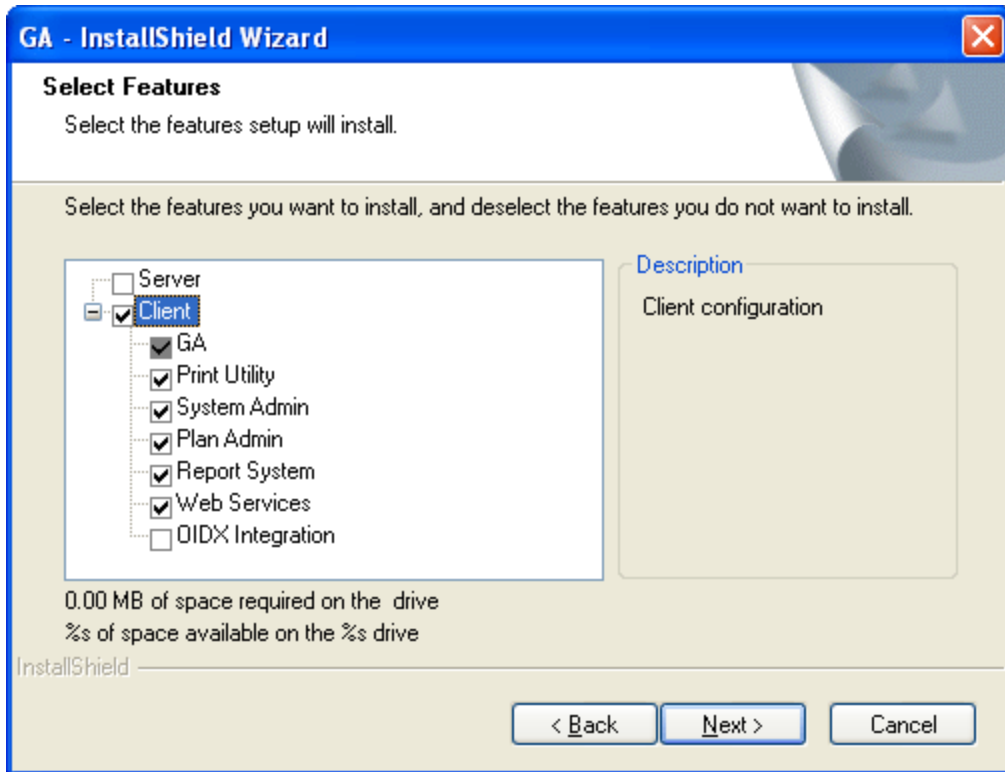 GA - InstallShield Wizard
Select Features
Select the features setup will install.
Select the features you want to install, and deselect the features you do not want to install.
Server
Client
GA
Print Utility
System Admin
Plan Admin
Report System
Web Services
OIDX Integration
Description
Client configuration
0.00 MB of space required on the  drive
%s of space available on the %s drive
InstallShield
< Back
Next >
Cancel